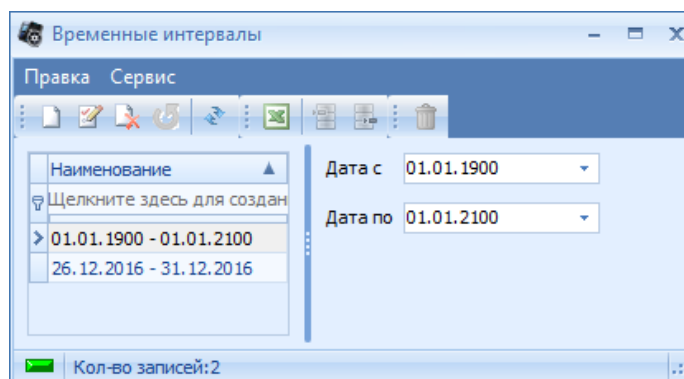 Временные интервалы
Правка Сервис
Наименование
Щелкните здесь для создан
01.01.1900 - 01.01.2100
26.12.2016 - 31.12.2016
Дата с 01.01.1900
Дата по 01.01.2100
Кол-во записей:2